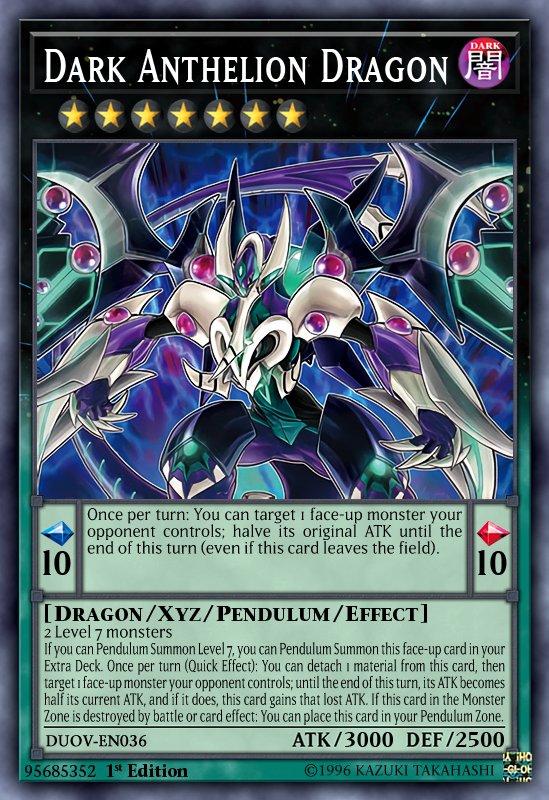 DARK ANTHELION DRAGON
DARK
闇
Once per turn: You can target 1 face-up monster your
opponent controls; halve its original ATK until the
end of this turn (even if this card leaves the field).
10
10
[DRAGON/XYZ/PENDULUM/EFFECT]
2 Level 7 monsters
If you can Pendulum Summon Level 7, you can Pendulum Summon this face-up card in your
Extra Deck. Once per turn (Quick Effect): You can detach 1 material from this card, then
target 1 face-up monster your opponent controls; until the end of this turn, its ATK becomes
half its current ATK, and if it does, this card gains that lost ATK. If this card in the Monster
Zone is destroyed by battle or card effect: You can place this card in your Pendulum Zone.
DUOV-EN036
ATK/3000 DEF/2500
95685352 1st Edition
©1996 KAZUKI TAKAHASHI